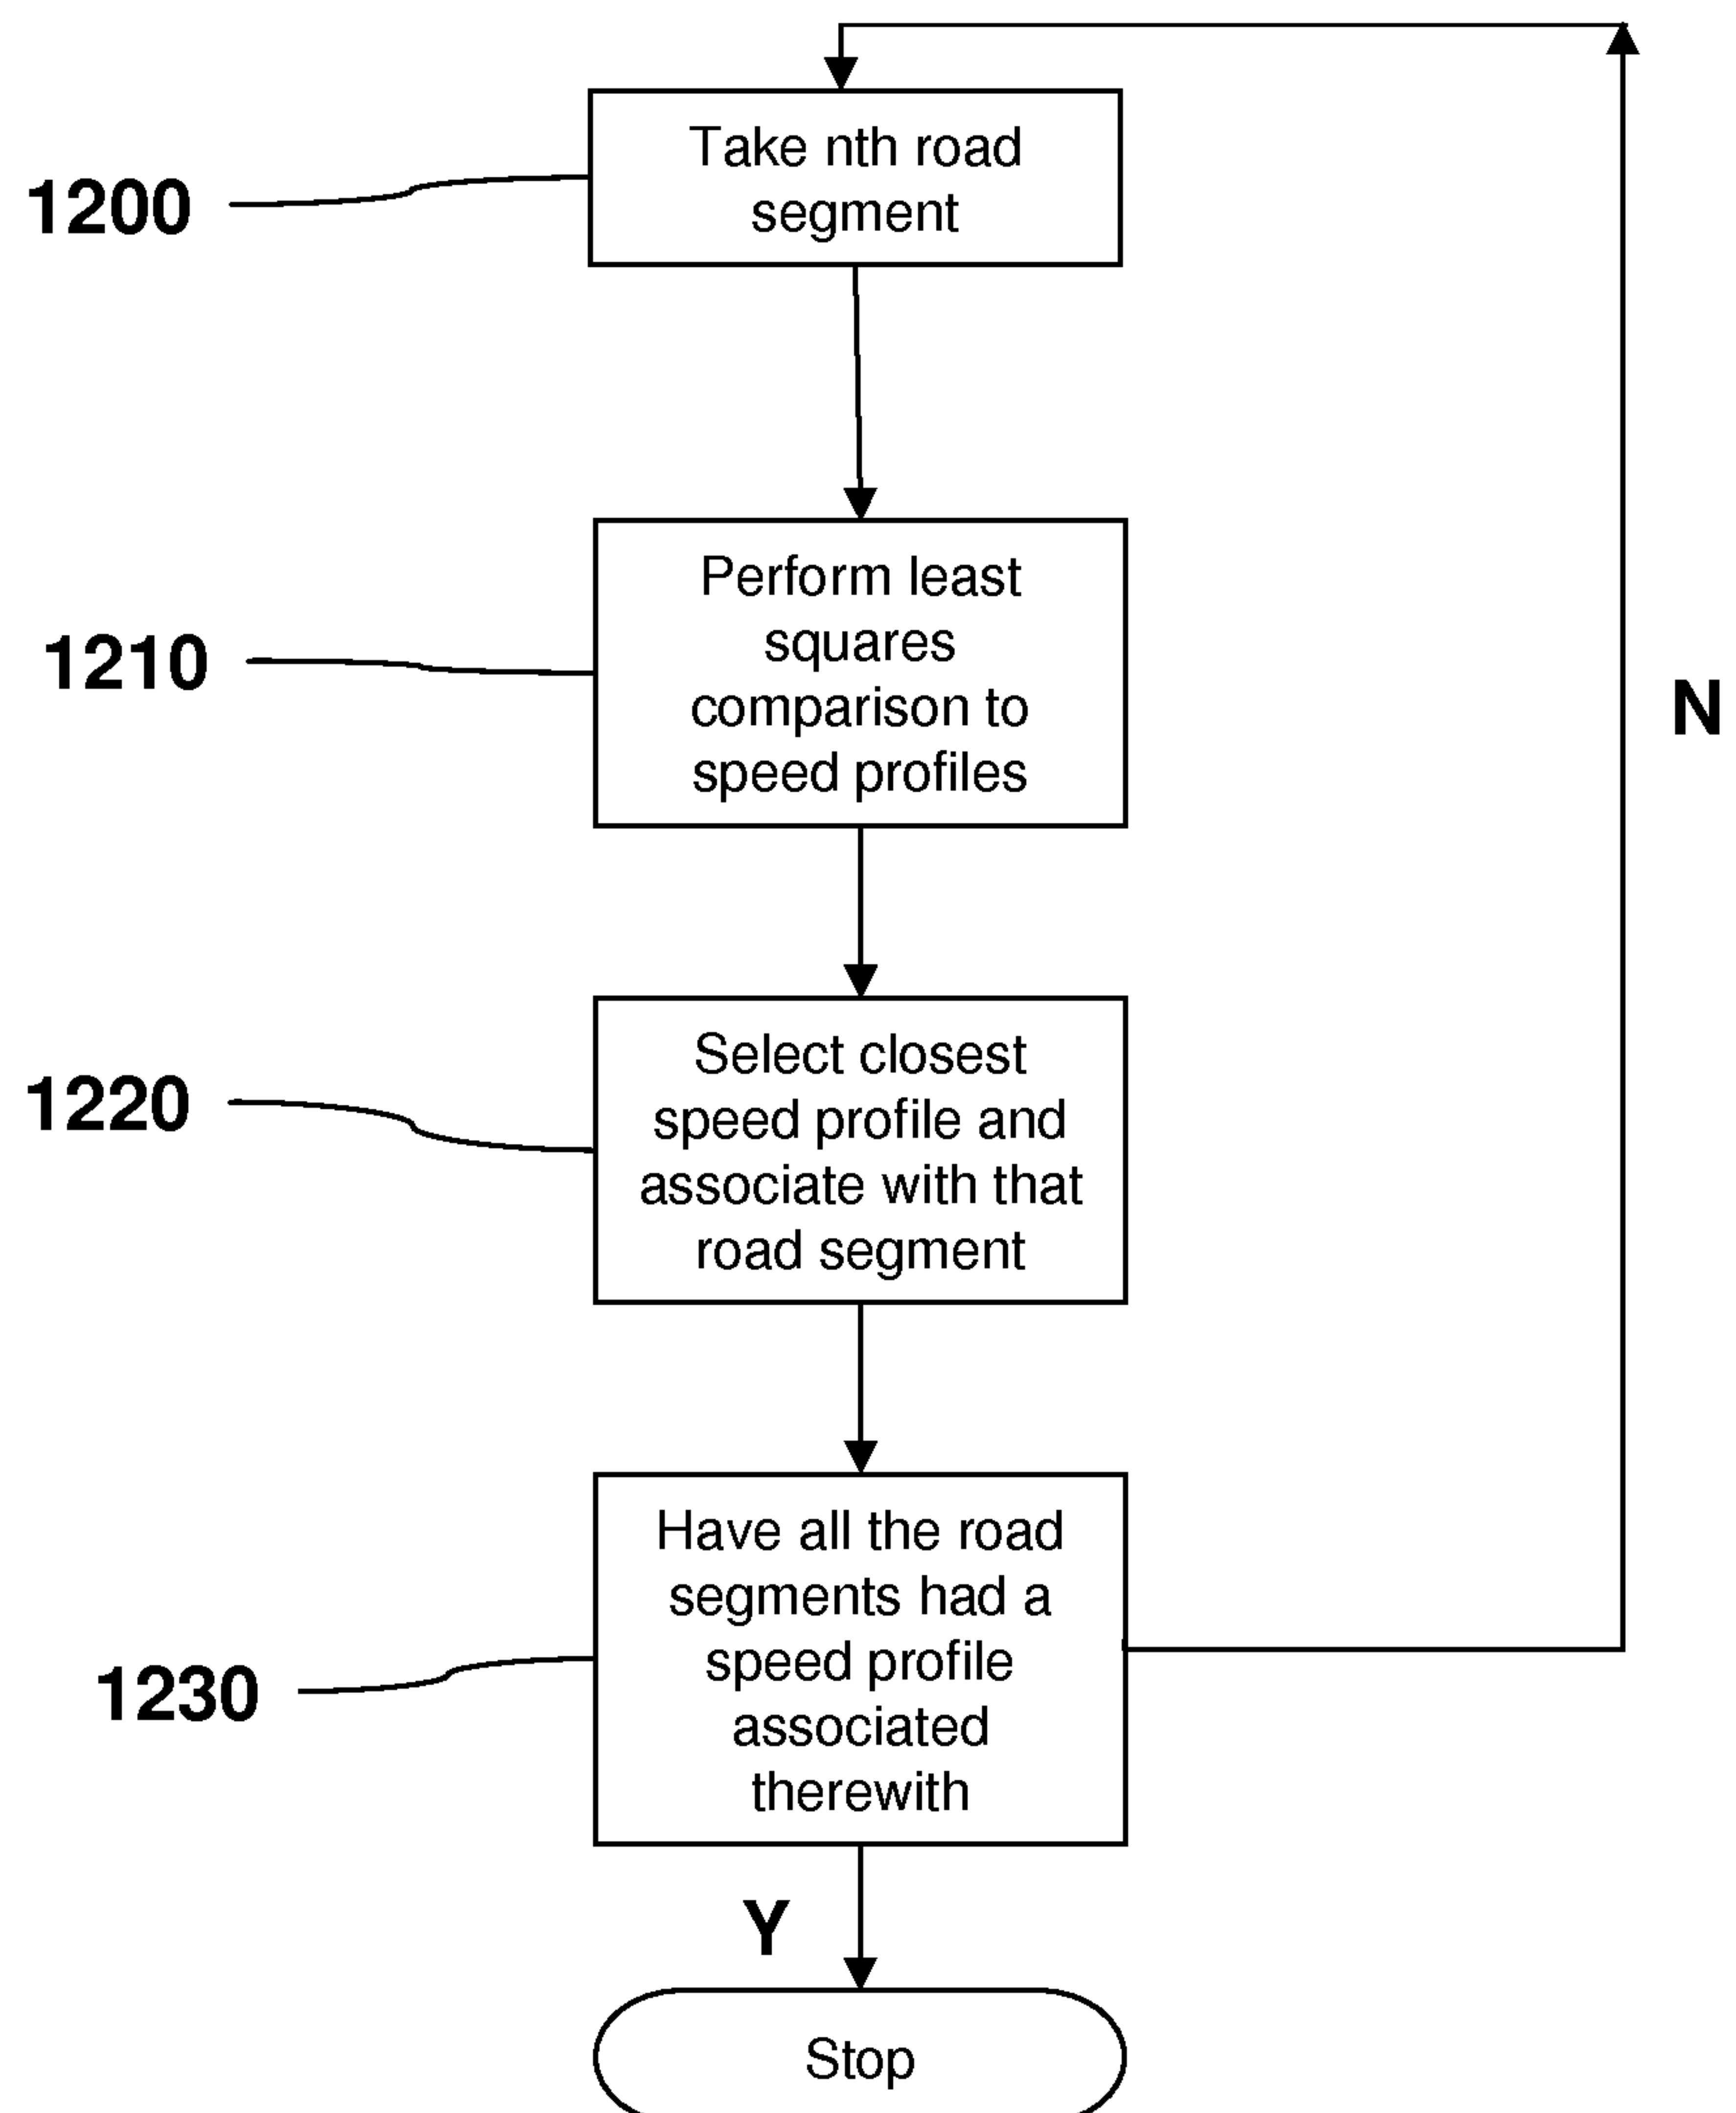 1200
Take nth road
segment
1210
Perform least
squares
comparison to
speed profiles
N
1220
Select closest
speed profile and
associate with that
road segment
1230
Have all the road
segments had a
speed profile
associated
therewith
Y
Stop